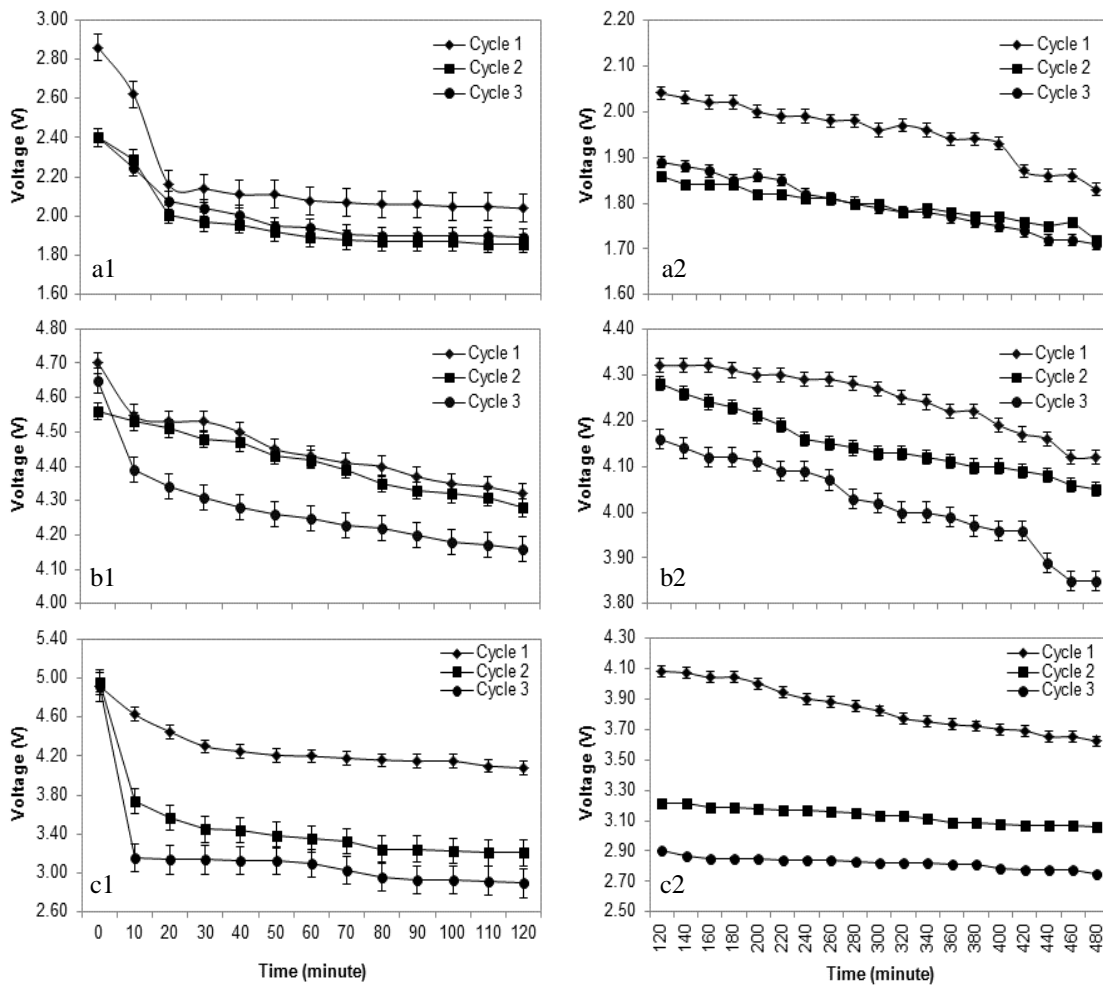 3.00
2.80
2.60
2.40
2.20
2.00
1.80
1.60
Voltage (V)
Cycle 1
Cycle 2
Cycle 3
a1
2.20
2.10
2.00
1.90
1.80
1.70
1.60
Voltage (V)
Cycle 1
Cycle 2
Cycle 3
a2
4.80
4.70
4.60
4.50
4.40
4.30
4.20
4.10
4.00
Voltage (V)
Cycle 1
Cycle 2
Cycle 3
b1
4.40
4.30
4.20
4.10
4.00
3.90
3.80
Voltage (V)
Cycle 1
Cycle 2
Cycle 3
b2
5.40
5.00
4.60
4.20
3.80
3.40
3.00
2.60
Voltage (V)
Cycle 1
Cycle 2
Cycle 3
c1
0 10 20 30 40 50 60 70 80 90 100 110 120
Time (minute)
4.30
4.10
3.90
3.70
3.50
3.30
3.10
2.90
2.70
2.50
Voltage (V)
Cycle 1
Cycle 2
Cycle 3
c2
120 140 160 180 200 220 240 260 280 300 320 340 360 380 400 420 440 460 480
Time (minute)